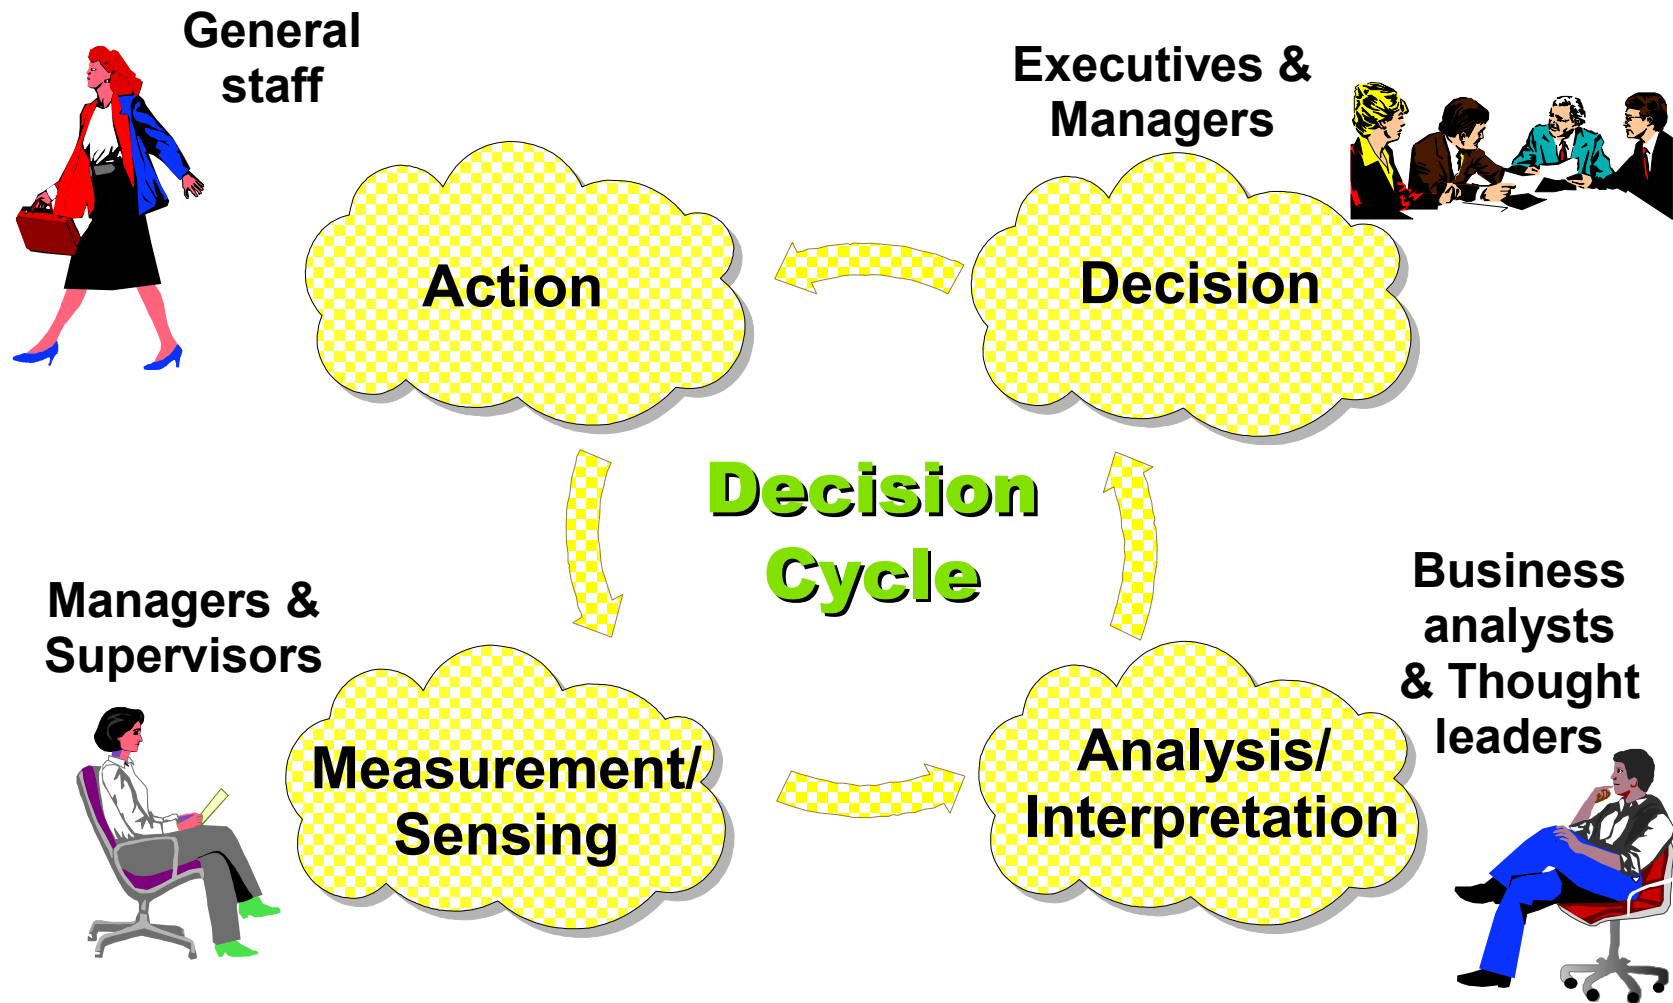 General
staff
Executives &
Managers
Action
Decision
Decision
Cycle
Managers &
Supervisors
Business
analysts
& Thought
leaders
Measurement/
Sensing
Analysis/
Interpretation